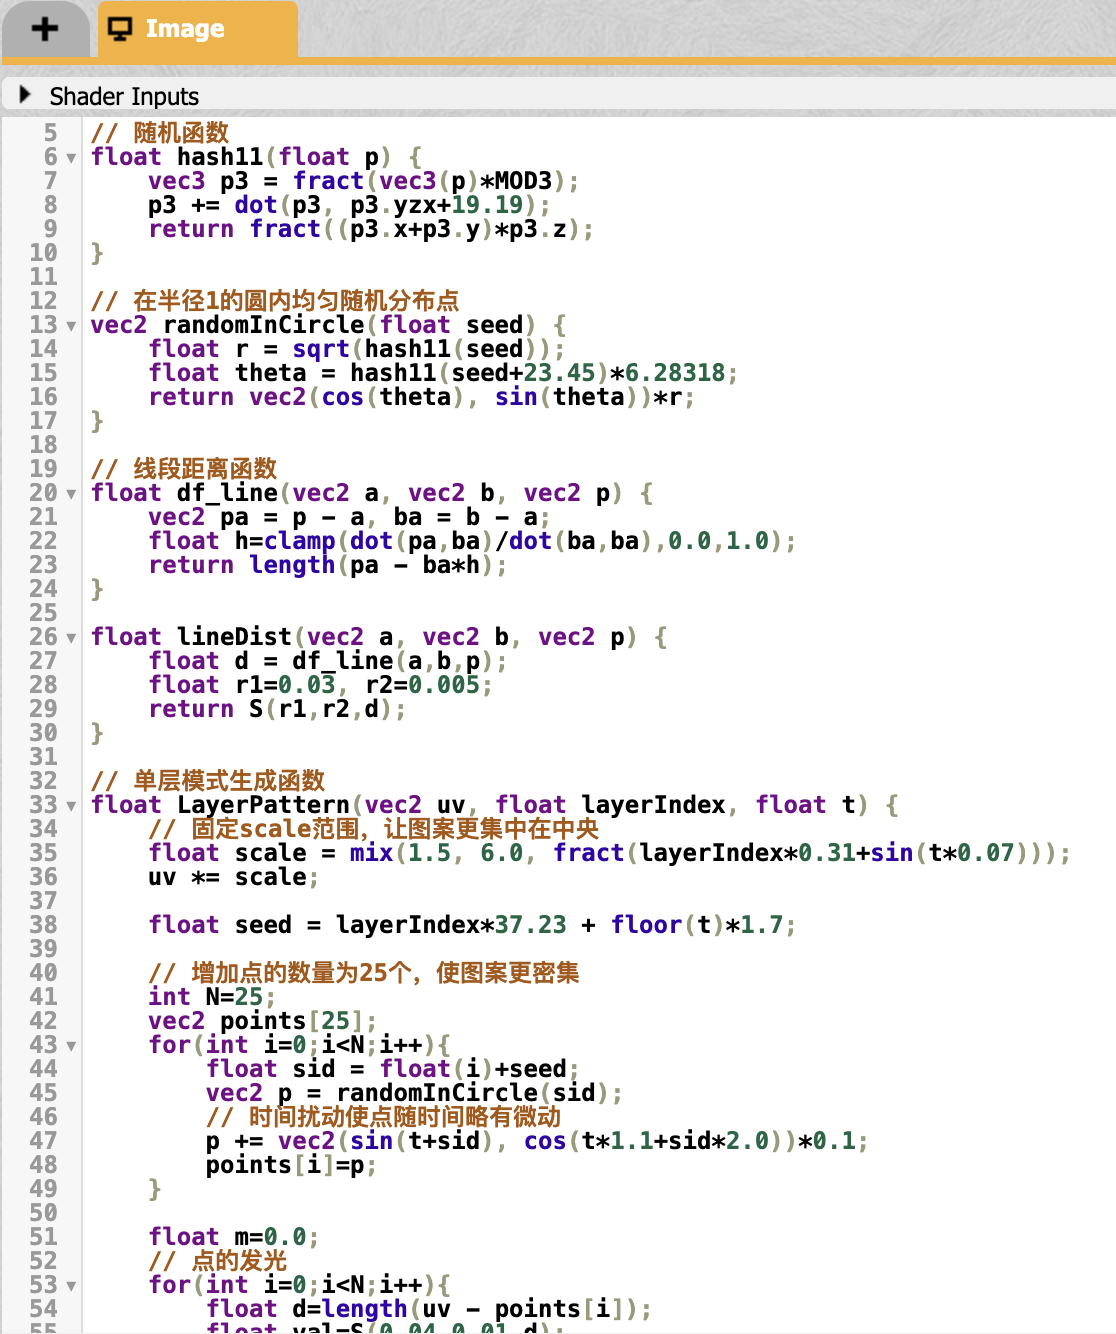 Image
Shader Inputs
5 // 随机函数
6 float hash11(float p) {
7 vec3 p3 = fract(vec3(p)*MOD3);
8 p3 += dot(p3, p3.yzx+19.19);
9 return fract((p3.x+p3.y)*p3.z);
10 }
11
12 // 在半径1的圆内均匀随机分布点
13 vec2 randomInCircle(float seed) {
14 float r = sqrt(hash11(seed));
15 float theta = hash11(seed+23.45)*6.28318;
16 return vec2(cos(theta), sin(theta))*r;
17 }
18
19 // 线段距离函数
20 float df_line(vec2 a, vec2 b, vec2 p) {
21 vec2 pa = p - a, ba = b - a;
22 float h=clamp(dot(pa,ba)/dot(ba,ba),0.0,1.0);
23 return length(pa - ba*h);
24 }
25
26 float lineDist(vec2 a, vec2 b, vec2 p) {
27 float d = df_line(a,b,p);
28 float r1=0.03, r2=0.005;
29 return S(r1,r2,d);
30 }
31
32 // 单层模式生成函数
33 float LayerPattern(vec2 uv, float layerIndex, float t) {
34 // 固定scale范围，让图案更集中在中央
35 float scale = mix(1.5, 6.0, fract(layerIndex*0.31+sin(t*0.07)));
36 uv *= scale;
37
38 float seed = layerIndex*37.23 + floor(t)*1.7;
39
40 // 增加点的数量为25个，使图案更密集
41 int N=25;
42 vec2 points[25];
43 for(int i=0;i<N;i++){
44 float sid = float(i)+seed;
45 vec2 p = randomInCircle(sid);
46 // 时间扰动使点随时间略有微动
47 p += vec2(sin(t+sid), cos(t*1.1+sid*2.0))*0.1;
48 points[i]=p;
49 }
50
51 float m=0.0;
52 // 点的发光
53 for(int i=0;i<N;i++){
54 float d=length(uv - points[i]);
55 float val=S(0.04,0.01,d);